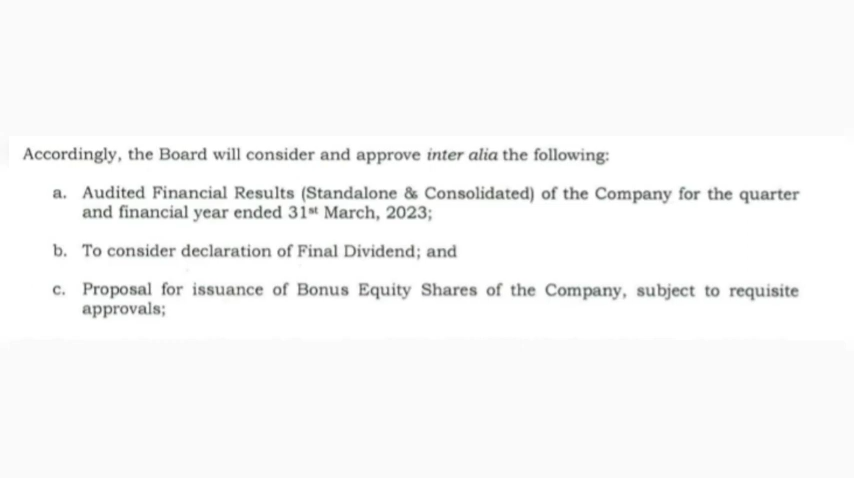 Accordingly, the Board will consider and approve inter alia the following:
a. Audited Financial Results (Standalone & Consolidated) of the Company for the quarter
and financial year ended 31st March, 2023;
b. To consider declaration of Final Dividend; and
c. Proposal for issuance of Bonus Equity Shares of the Company, subject to requisite
approvals;